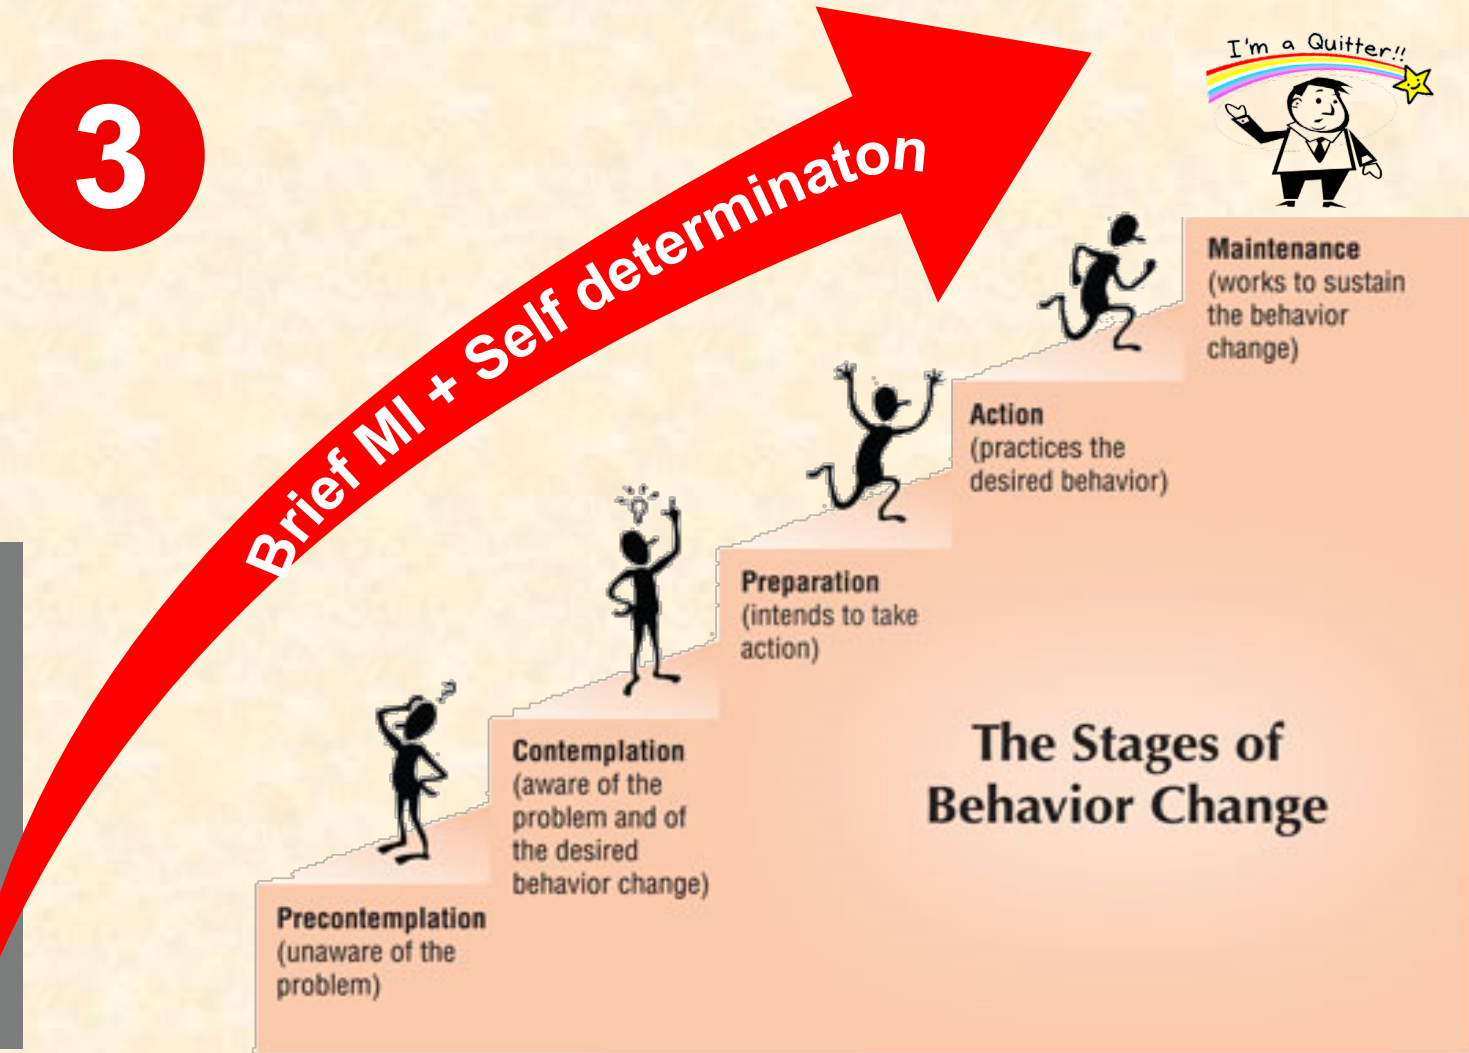 3
Brief MI + Self determinaton
I'm a Quitter!!
Maintenance
(works to sustain
the behavior
change)
Action
(practices the
desired behavior)
Preparation
(intends to take
action)
Contemplation
(aware of the
problem and of
the desired
behavior change)
Precontemplation
(unaware of the
problem)
The Stages of
Behavior Change